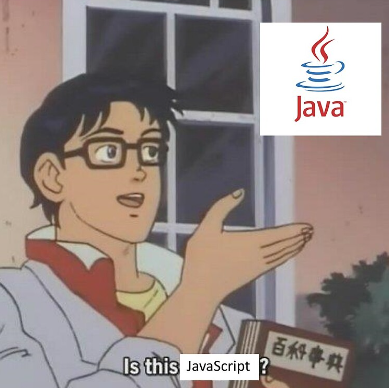 Java
Is this JavaScript ?
百科事典